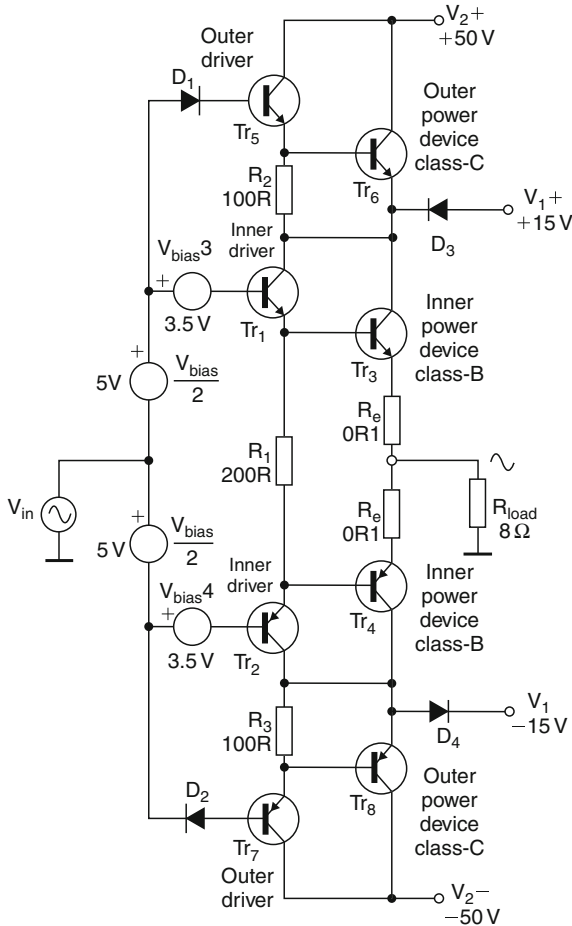 V2+
+50 V
Outer
driver
D1
Tr5
Outer
power
device
class-C
Tr6
R2
100R
V1+
+15 V
D3
Inner
driver
Vbias3
+
3.5 V
Tr1
Inner
power
device
class-B
Tr3
+
5V
Vbias
2
Re
0R1
R1
200R
Vin
Rload
8 Ω
+
5V
Vbias
2
Re
0R1
Inner
driver
Vbias4
+
3.5 V
Tr2
Inner
power
device
class-B
Tr4
V1
−15 V
D4
R3
100R
D2
Tr7
Outer
driver
Tr8
Outer
power
device
class-C
V2−
−50 V